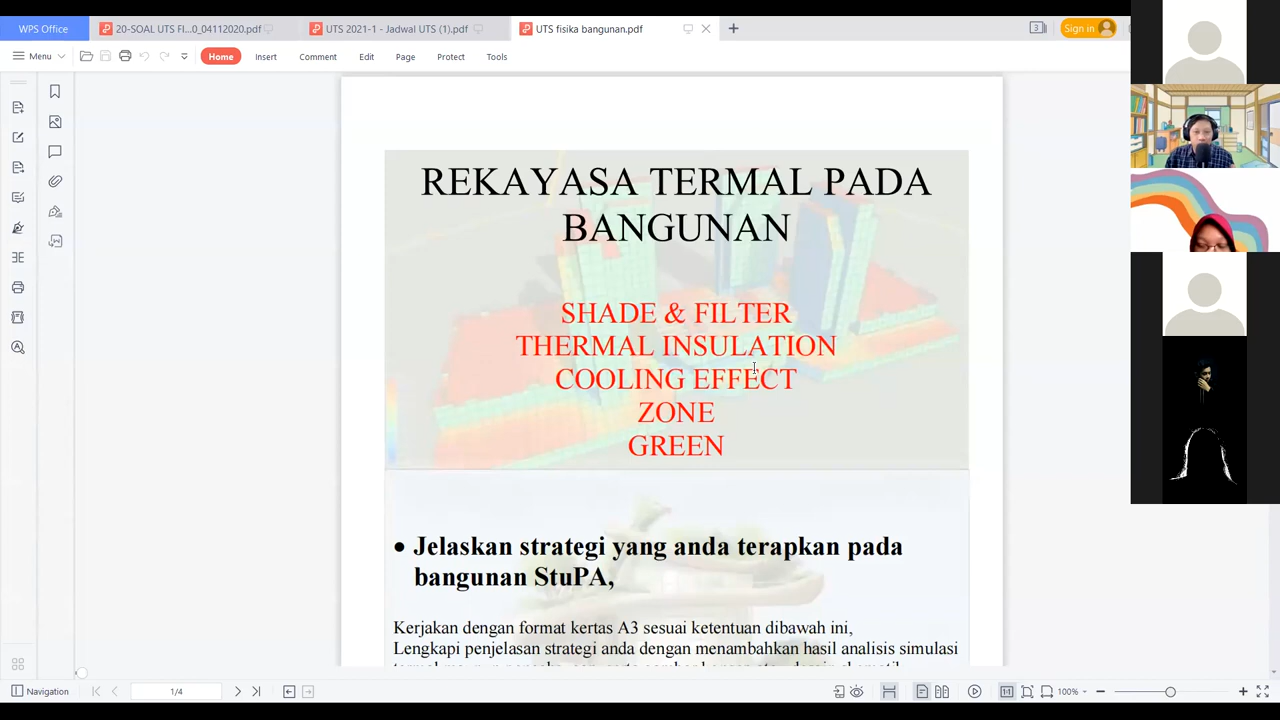 WPS Office
20-SOAL UTS FI...0_04112020.pdf
UTS 2021-1 - Jadwal UTS (1).pdf
UTS fisika bangunan.pdf
Sign in
Menu
Home
Insert
Comment
Edit
Page
Protect
Tools
REKAYASA TERMAL PADA
BANGUNAN
SHADE & FILTER
THERMAL INSULATION
COOLING EFFECT
ZONE
GREEN
• Jelaskan strategi yang anda terapkan pada
bangunan StuPA,
Kerjakan dengan format kertas A3 sesuai ketentuan dibawah ini,
Lengkapi penjelasan strategi anda dengan menambahkan hasil analisis simulasi
Navigation
1/4
100%